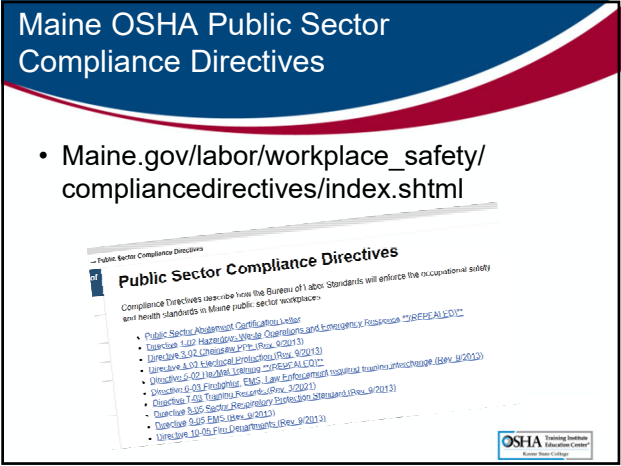 Maine OSHA Public Sector
Compliance Directives
• Maine.gov/labor/workplace_safety/
compliancedirectives/index.shtml
Public Sector Compliance Directives
of
Public Sector Compliance Directives
Compliance Directives describe how the Bureau of Labor Standards will enforce the occupational safety
and health standards in Maine public sector workplaces
• Public Sector Abatement Certification Letter
• Directive 1-02 Hazardous Waste Operations and Emergency Response **(REPEALED)**
• Directive 3-02 Chainsaw PPE (Rev. 9/2013)
• Directive 4-02 Electrical Protection (Rev. 9/2013)
• Directive 5-02 HazMat Training **(REPEALED)**
• Directive 6-03 Firefighter, EMS, Law Enforcement required training interchange (Rev. 9/2013)
• Directive 7-03 Training Records (Rev. 3/2021)
• Directive 8-05 Sector Respiratory Protection Standard (Rev. 9/2013)
• Directive 9-05 EMS (Rev. 9/2013)
• Directive 10-05 Fire Departments (Rev. 9/2013)
OSHA Training Institute
Education Center
Keene State College